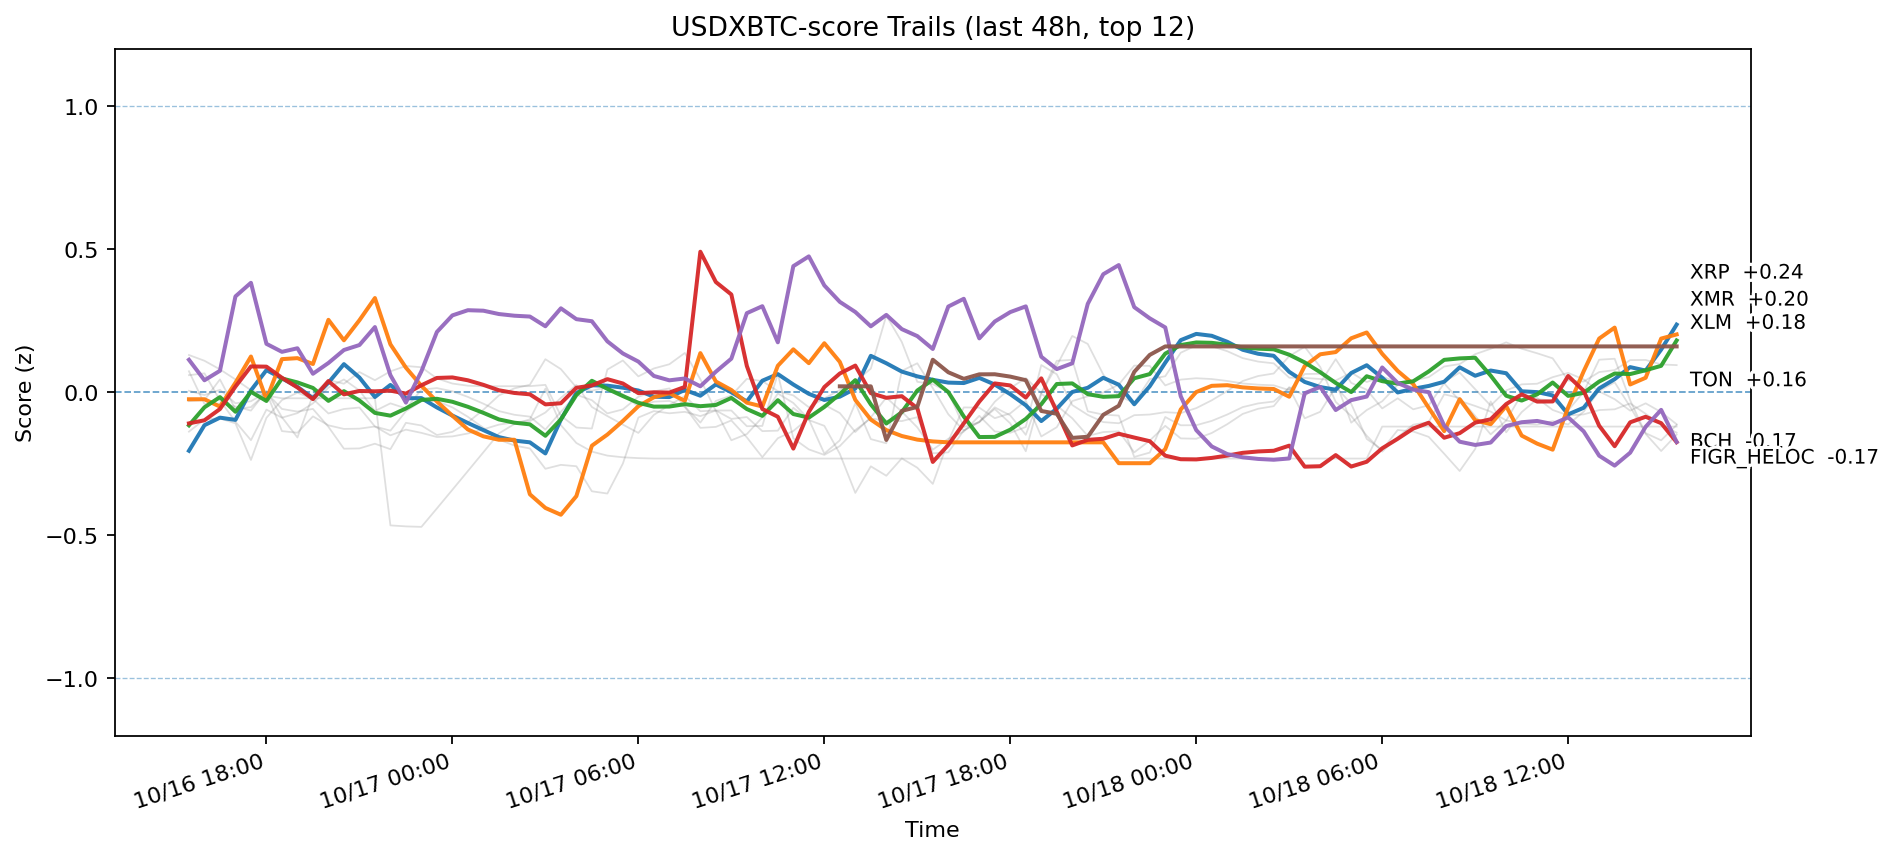 USDXBTC-score Trails (last 48h, top 12)
Score (z)
1.0
0.5
0.0
−0.5
−1.0
XRP +0.24
XMR +0.20
XLM +0.18
TON +0.16
BCH -0.17
FIGR_HELOC -0.17
10/16 18:00
10/17 00:00
10/17 06:00
10/17 12:00
10/17 18:00
10/18 00:00
10/18 06:00
10/18 12:00
Time